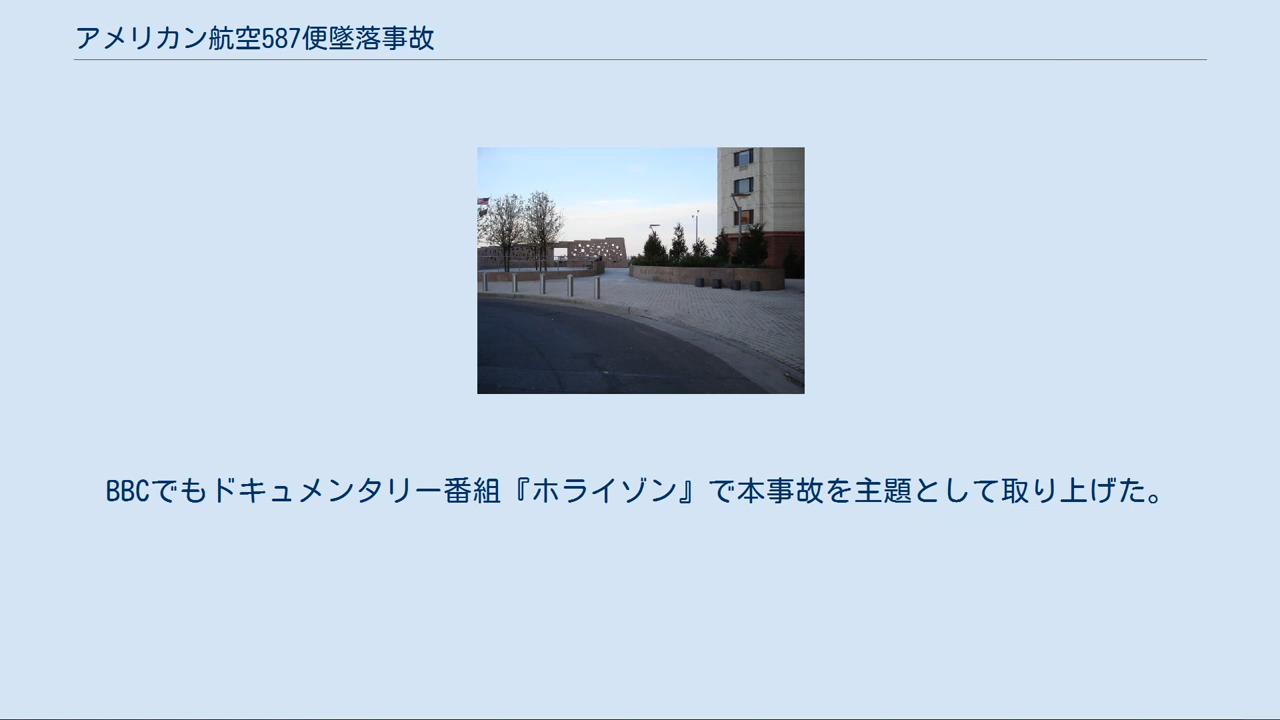 アメリカン航空587便墜落事故
BBCでもドキュメンタリー番組『ホライゾン』で本事故を主題として取り上げた。